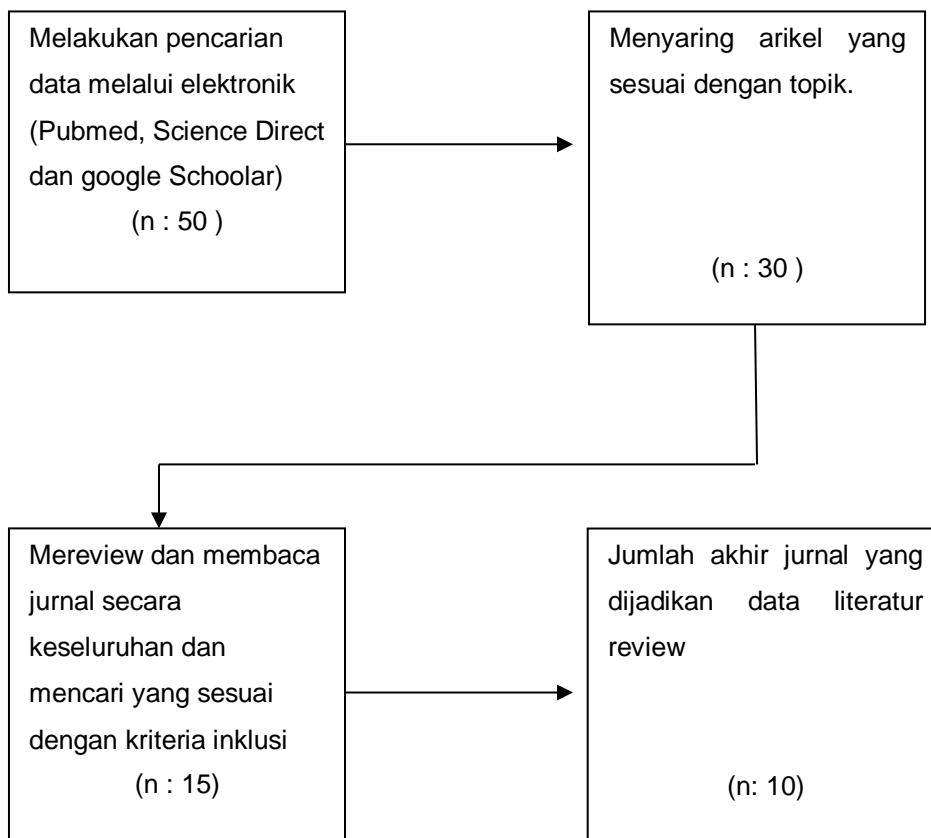 Melakukan pencarian
data melalui elektronik
(Pubmed, Science Direct
dan google Schoolar)
(n : 50 )
Menyaring arikel yang
sesuai dengan topik.
(n : 30 )
Mereview dan membaca
jurnal secara
keseluruhan dan
mencari yang sesuai
dengan kriteria inklusi
(n : 15)
Jumlah akhir jurnal yang
dijadikan data literatur
review
(n: 10)